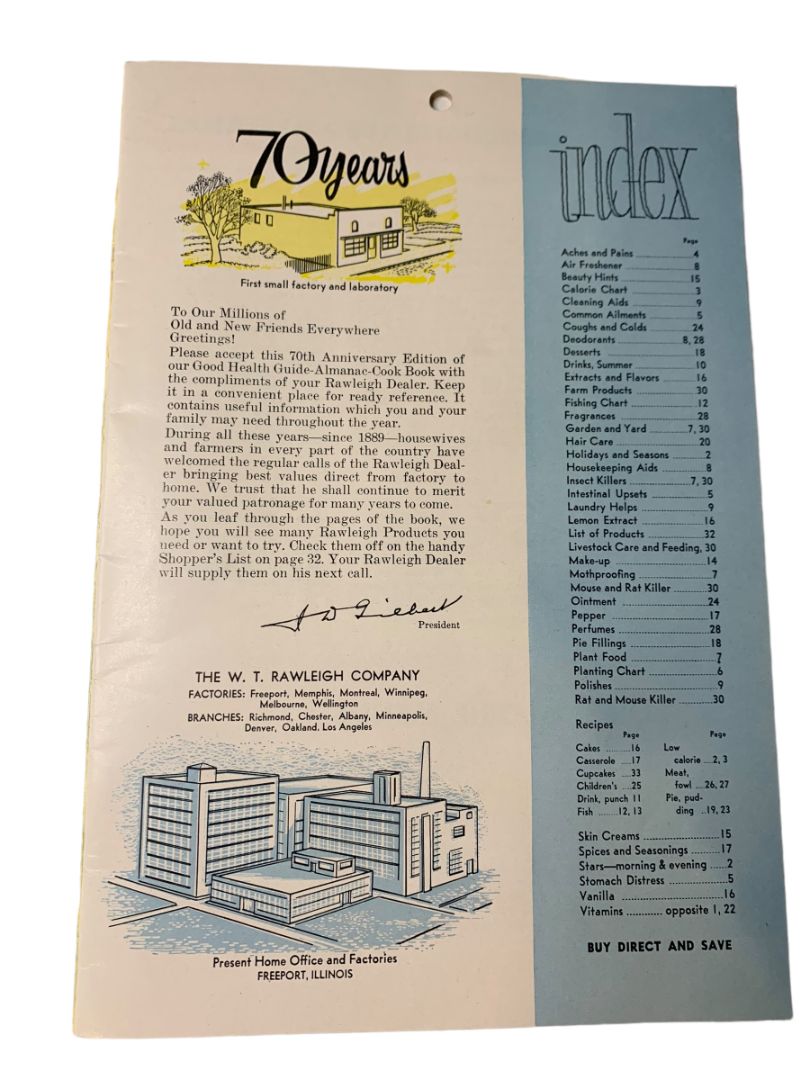 70 years
First small factory and laboratory
To Our Millions of
Old and New Friends Everywhere
Greetings!
Please accept this 70th Anniversary Edition of
our Good Health Guide-Almanac-Cook Book with
the compliments of your Rawleigh Dealer. Keep
it in a convenient place for ready reference. It
contains useful information which you and your
family may need throughout the year.
During all these years—since 1889—housewives
and farmers in every part of the country have
welcomed the regular calls of the Rawleigh Deal-
er bringing best values direct from factory to
home. We trust that he shall continue to merit
your valued patronage for many years to come.
As you leaf through the pages of the book, we
hope you will see many Rawleigh Products you
need or want to try. Check them off on the handy
Shopper's List on page 32. Your Rawleigh Dealer
will supply them on his next call.
J D Gilbert
President
THE W. T. RAWLEIGH COMPANY
FACTORIES: Freeport, Memphis, Montreal, Winnipeg,
Melbourne, Wellington
BRANCHES: Richmond, Chester, Albany, Minneapolis,
Denver, Oakland. Los Angeles
Present Home Office and Factories
FREEPORT, ILLINOIS
index
Page
Aches and Pains 4
Air Freshener 8
Beauty Hints 15
Calorie Chart 3
Cleaning Aids 9
Common Ailments 5
Coughs and Colds 24
Deodorants 8, 28
Desserts 18
Drinks, Summer 10
Extracts and Flavors 16
Farm Products 30
Fishing Chart 12
Fragrances 28
Garden and Yard 7, 30
Hair Care 20
Holidays and Seasons 2
Housekeeping Aids 8
Insect Killers 7, 30
Intestinal Upsets 5
Laundry Helps 9
Lemon Extract 16
List of Products 32
Livestock Care and Feeding, 30
Make-up 14
Mothproofing 7
Mouse and Rat Killer 30
Ointment 24
Pepper 17
Perfumes 28
Pie Fillings 18
Plant Food 7
Planting Chart 6
Polishes 9
Rat and Mouse Killer 30
Recipes
Page
Cakes 16
Casserole 17
Cupcakes 33
Children's 25
Drink, punch 11
Fish 12, 13
Page
Low
calorie 2, 3
Meat,
fowl 26, 27
Pie, pud-
ding 19, 23
Skin Creams 15
Spices and Seasonings 17
Stars—morning & evening 2
Stomach Distress 5
Vanilla 16
Vitamins opposite 1, 22
BUY DIRECT AND SAVE